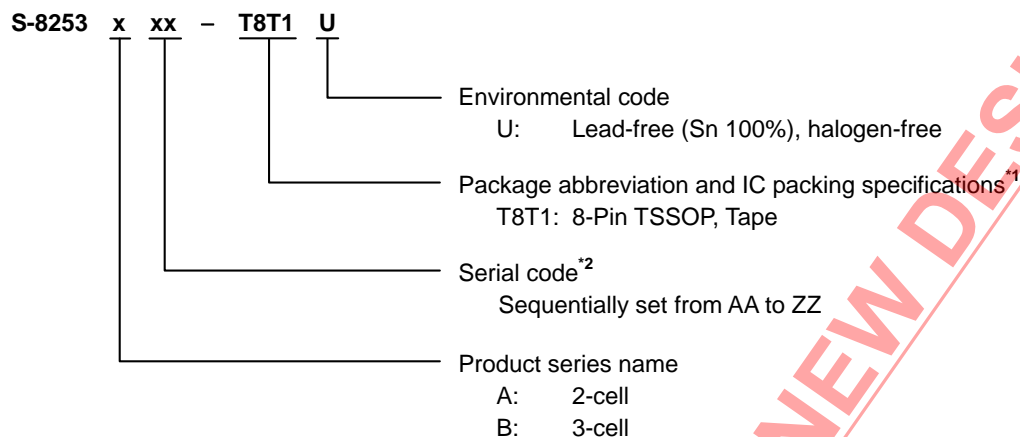 S-8253 x xx – T8T1 U
Environmental code
U: Lead-free (Sn 100%), halogen-free
Package abbreviation and IC packing specifications*1
T8T1: 8-Pin TSSOP, Tape
Serial code*2
Sequentially set from AA to ZZ
Product series name
A: 2-cell
B: 3-cell
NEW